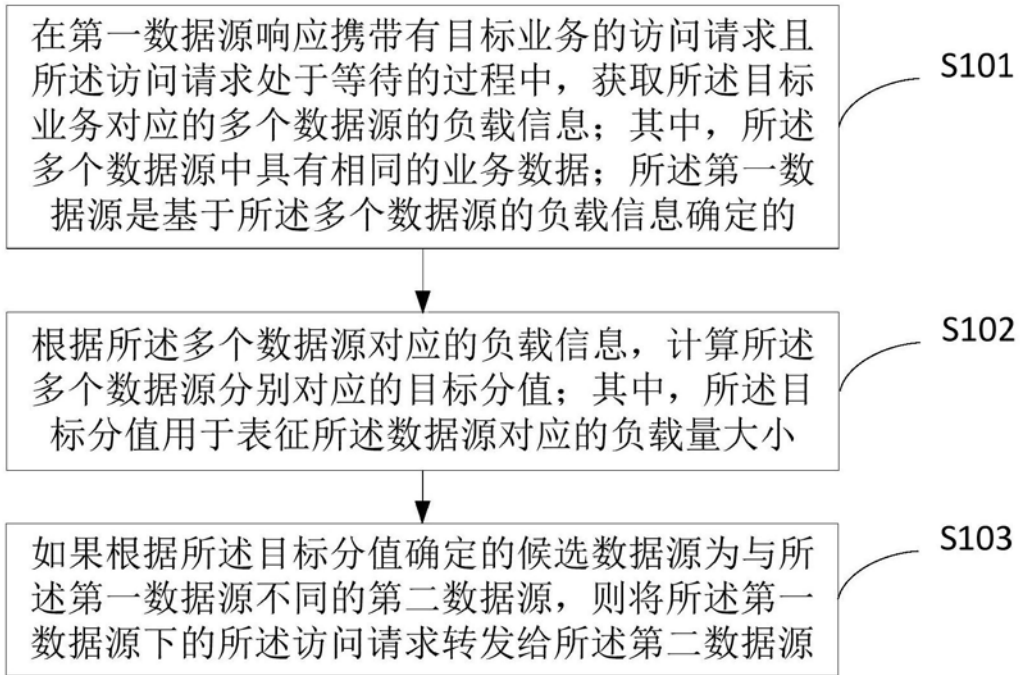 在第一数据源响应携带有目标业务的访问请求且
所述访问请求处于等待的过程中，获取所述目标
业务对应的多个数据源的负载信息；其中，所述
多个数据源中具有相同的业务数据；所述第一数
据源是基于所述多个数据源的负载信息确定的
S101
根据所述多个数据源对应的负载信息，计算所述
多个数据源分别对应的目标分值；其中，所述目
标分值用于表征所述数据源对应的负载量大小
S102
如果根据所述目标分值确定的候选数据源为与所
述第一数据源不同的第二数据源，则将所述第一
数据源下的所述访问请求转发给所述第二数据源
S103